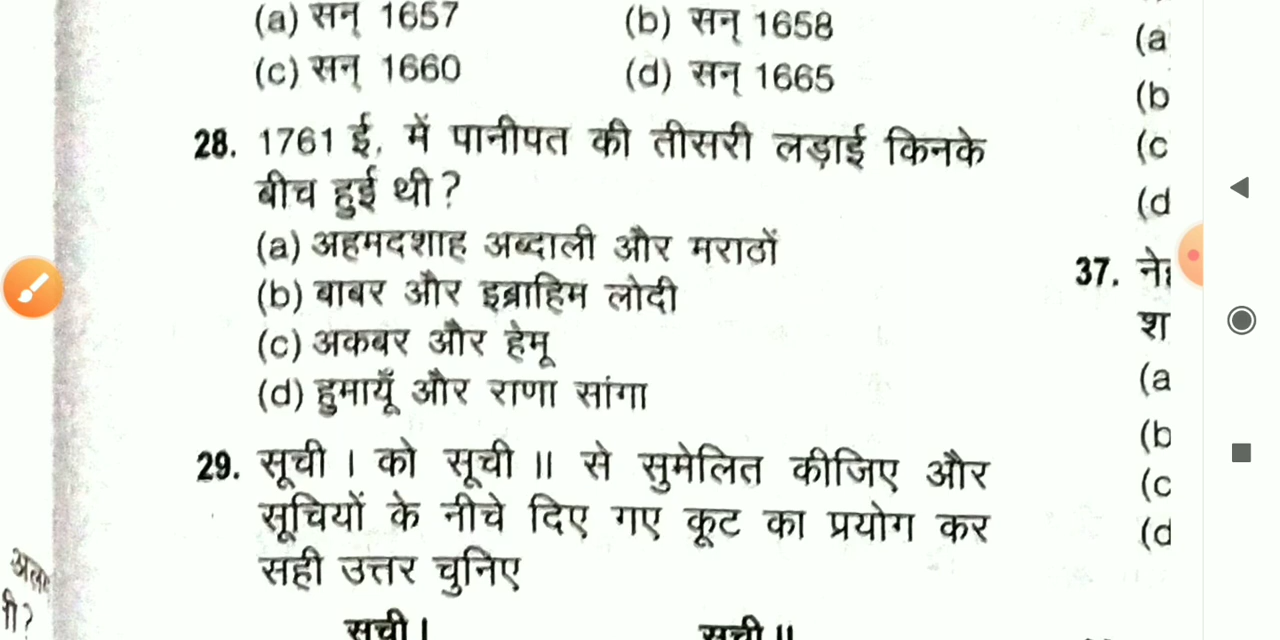 (a) सन् 1657 (b) सन् 1658
(c) सन् 1660 (d) सन् 1665
28. 1761 ई. में पानीपत की तीसरी लड़ाई किनके
बीच हुई थी?
(a) अहमदशाह अब्दाली और मराठों
(b) बाबर और इब्राहिम लोदी
(c) अकबर और हेमू
(d) हुमायूँ और राणा सांगा
29. सूची I को सूची II से सुमेलित कीजिए और
सूचियों के नीचे दिए गए कूट का प्रयोग कर
सही उत्तर चुनिए
सूची I सूची II
नी?
(a
(b
(c
(d
37.
श
(a
(b
(c
(d